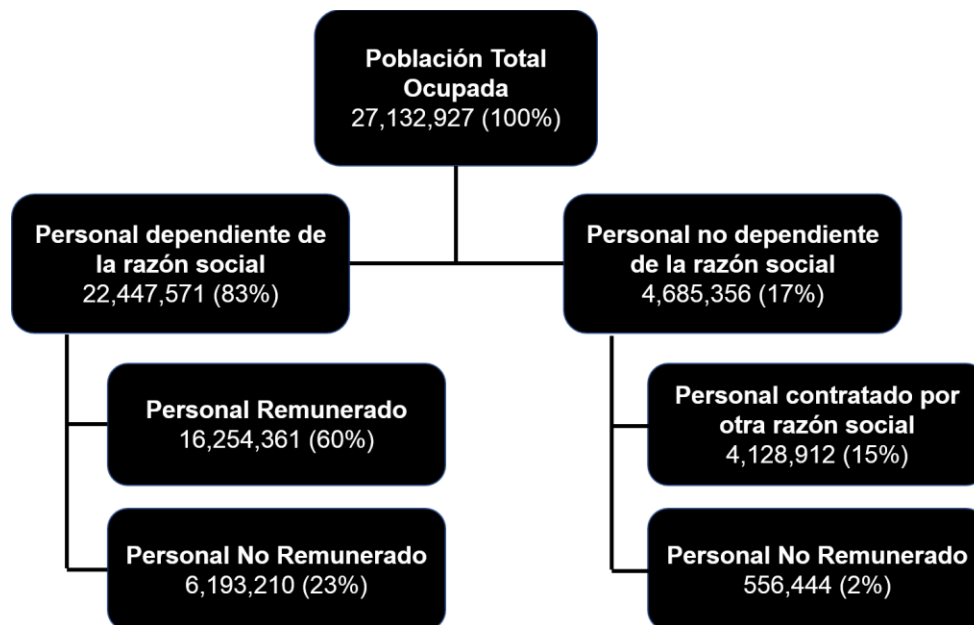 Población Total
Ocupada
27,132,927 (100%)
Personal dependiente de
la razón social
22,447,571 (83%)
Personal no dependiente
de la razón social
4,685,356 (17%)
Personal Remunerado
16,254,361 (60%)
Personal contratado por
otra razón social
4,128,912 (15%)
Personal No Remunerado
6,193,210 (23%)
Personal No Remunerado
556,444 (2%)